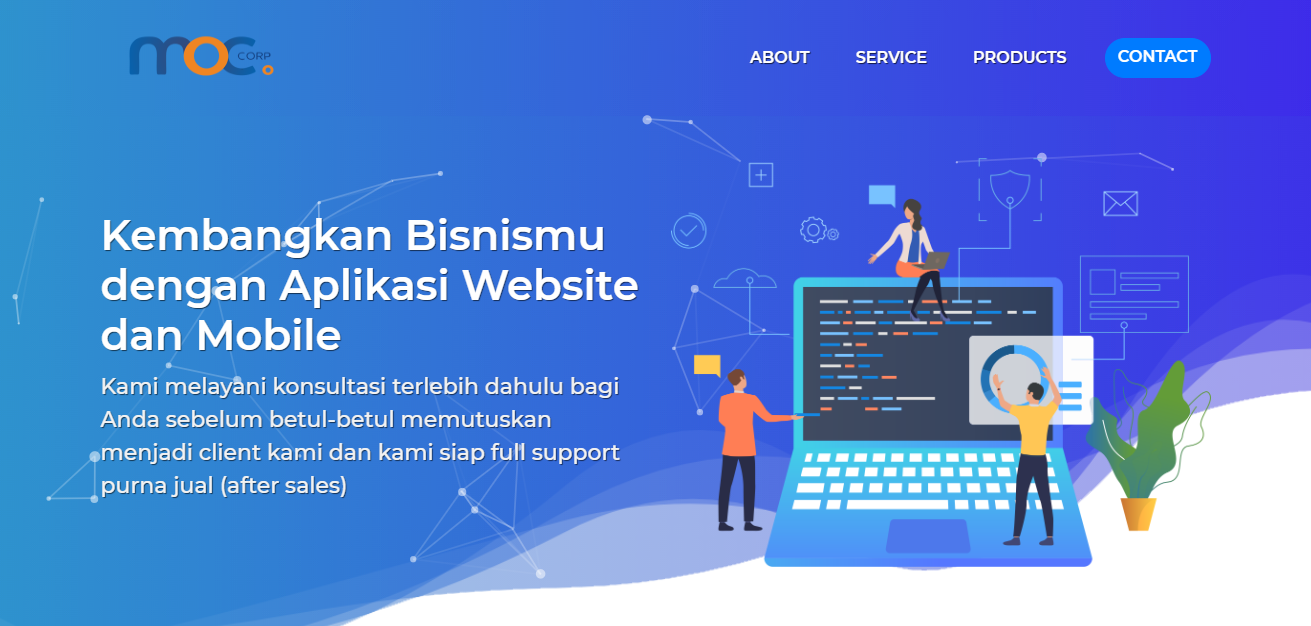 moc CORP
ABOUT SERVICE PRODUCTS CONTACT
Kembangkan Bisnismu
dengan Aplikasi Website
dan Mobile
Kami melayani konsultasi terlebih dahulu bagi
Anda sebelum betul-betul memutuskan
menjadi client kami dan kami siap full support
purna jual (after sales)